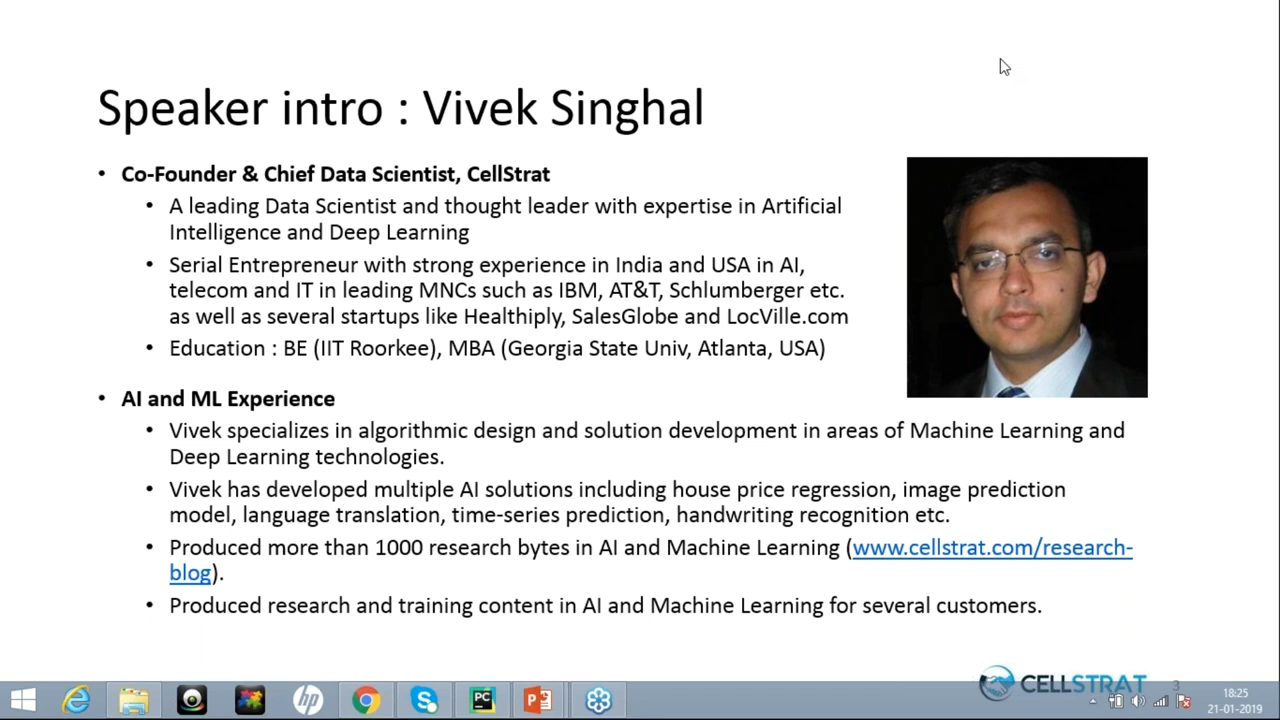 Speaker intro : Vivek Singhal
• Co-Founder & Chief Data Scientist, CellStrat
• A leading Data Scientist and thought leader with expertise in Artificial
Intelligence and Deep Learning
• Serial Entrepreneur with strong experience in India and USA in AI,
telecom and IT in leading MNCs such as IBM, AT&T, Schlumberger etc.
as well as several startups like Healthiply, SalesGlobe and LocVille.com
• Education : BE (IIT Roorkee), MBA (Georgia State Univ, Atlanta, USA)
• AI and ML Experience
• Vivek specializes in algorithmic design and solution development in areas of Machine Learning and
Deep Learning technologies.
• Vivek has developed multiple AI solutions including house price regression, image prediction
model, language translation, time-series prediction, handwriting recognition etc.
• Produced more than 1000 research bytes in AI and Machine Learning (www.cellstrat.com/research-
blog).
• Produced research and training content in AI and Machine Learning for several customers.
CELLSTRAT
3
hp
PC
P
18:25
21-01-2019